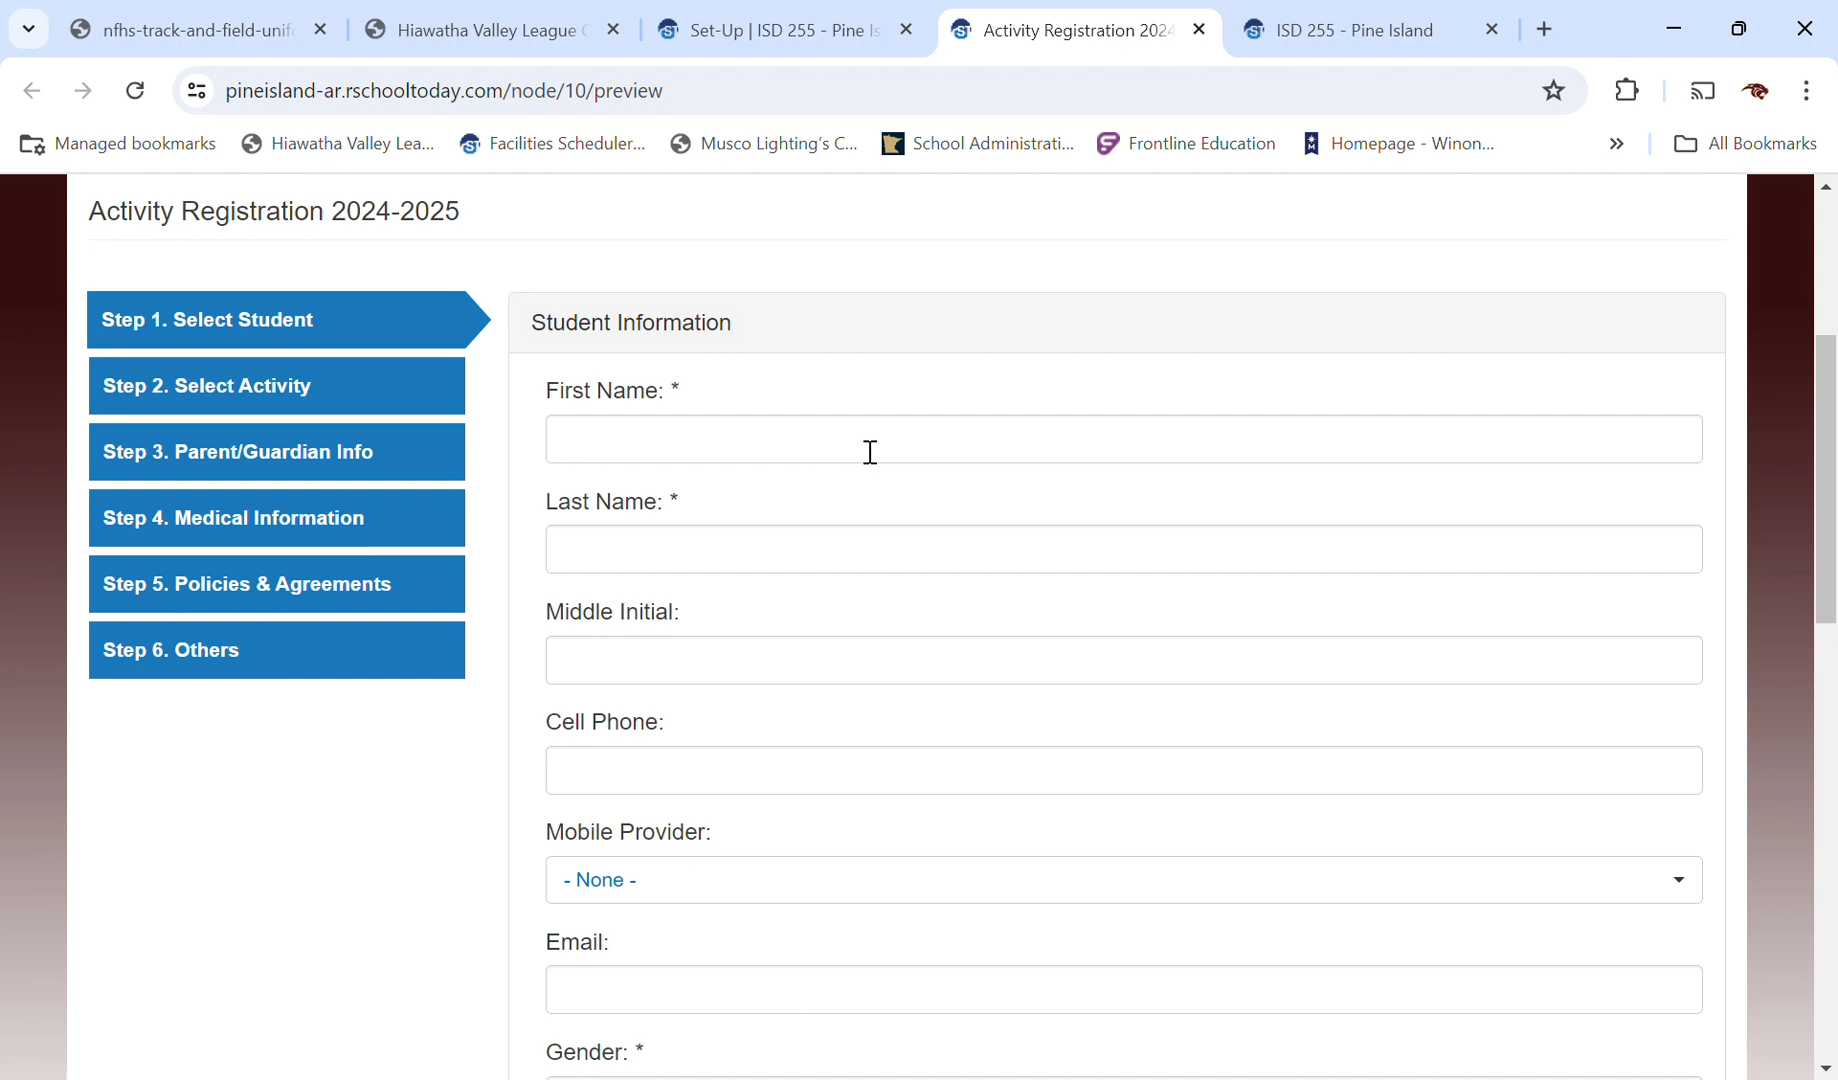 nfhs-track-and-field-unifo
Hiawatha Valley League C
Set-Up | ISD 255 - Pine Is
Activity Registration 2024
ISD 255 - Pine Island
pineisland-ar.rschooltoday.com/node/10/preview
Managed bookmarks
Hiawatha Valley Lea...
Facilities Scheduler...
Musco Lighting's C...
School Administrati...
Frontline Education
Homepage - Winon...
All Bookmarks
Activity Registration 2024-2025
Step 1. Select Student
Step 2. Select Activity
Step 3. Parent/Guardian Info
Step 4. Medical Information
Step 5. Policies & Agreements
Step 6. Others
Student Information
First Name: *
Last Name: *
Middle Initial:
Cell Phone:
Mobile Provider:
- None -
Email:
Gender: *